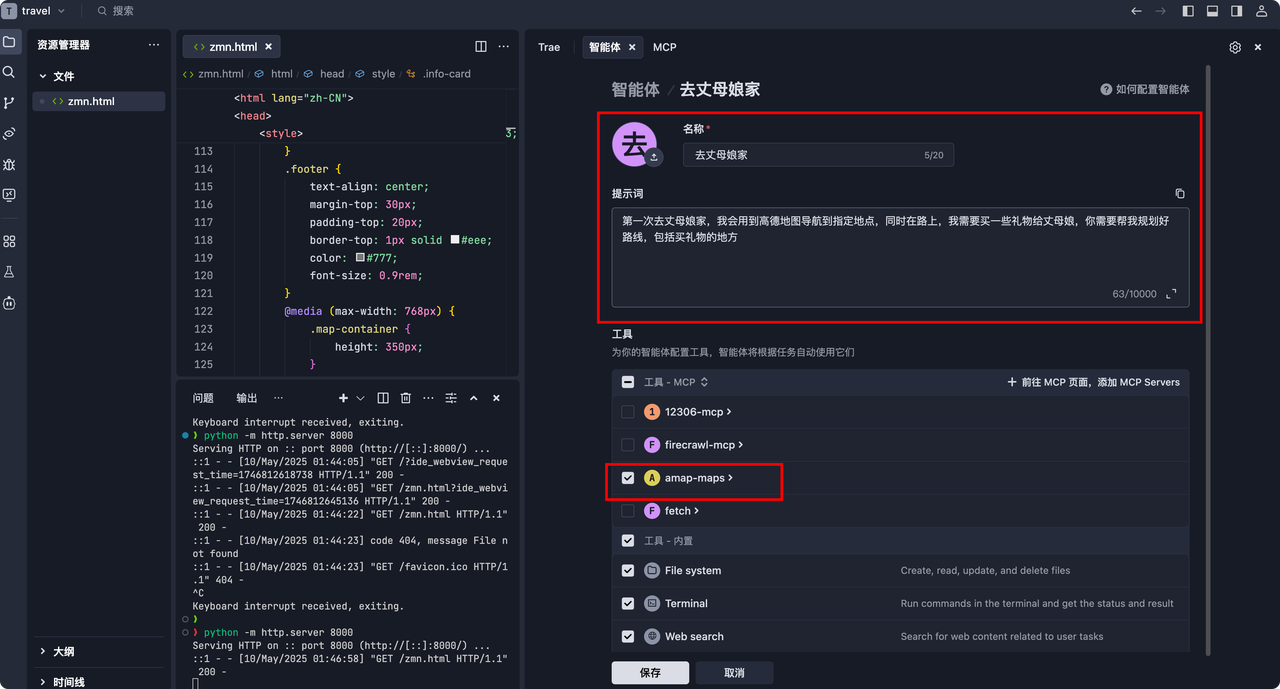 T travel
搜索
资源管理器
文件
zmn.html
大纲
时间线
zmn.html
zmn.html html head style .info-card
<html lang="zh-CN">
<head>
<style>
3;
113 }
114 .footer {
115 text-align: center;
116 margin-top: 30px;
117 padding-top: 20px;
118 border-top: 1px solid #eee;
119 color: #777;
120 font-size: 0.9rem;
121 }
122 @media (max-width: 768px) {
123 .map-container {
124 height: 350px;
125 }
问题 输出
Keyboard interrupt received, exiting.
python -m http.server 8000
Serving HTTP on :: port 8000 (http://[::]:8000/) ...
::1 - - [10/May/2025 01:44:05] "GET /?ide_webview_reque
st_time=1746812618738 HTTP/1.1" 200 -
::1 - - [10/May/2025 01:44:05] "GET /zmn.html?ide_webvi
ew_request_time=1746812645136 HTTP/1.1" 200 -
::1 - - [10/May/2025 01:44:22] "GET /zmn.html HTTP/1.1"
200 -
::1 - - [10/May/2025 01:44:23] code 404, message File n
ot found
::1 - - [10/May/2025 01:44:23] "GET /favicon.ico HTTP/1
.1" 404 -
^C
Keyboard interrupt received, exiting.
python -m http.server 8000
Serving HTTP on :: port 8000 (http://[::]:8000/) ...
::1 - - [10/May/2025 01:46:58] "GET /zmn.html HTTP/1.1"
200 -
Trae 智能体 MCP
智能体 / 去丈母娘家
如何配置智能体
去
名称*
去丈母娘家 5/20
提示词
第一次去丈母娘家，我会用到高德地图导航到指定地点，同时在路上，我需要买一些礼物给丈母娘，你需要帮我规划好
路线，包括买礼物的地方
63/10000
工具
为你的智能体配置工具，智能体将根据任务自动使用它们
工具 - MCP
前往 MCP 页面，添加 MCP Servers
1 12306-mcp
F firecrawl-mcp
A amap-maps
F fetch
工具 - 内置
File system Create, read, update, and delete files
Terminal Run commands in the terminal and get the status and result
Web search Search for web content related to user tasks
保存 取消